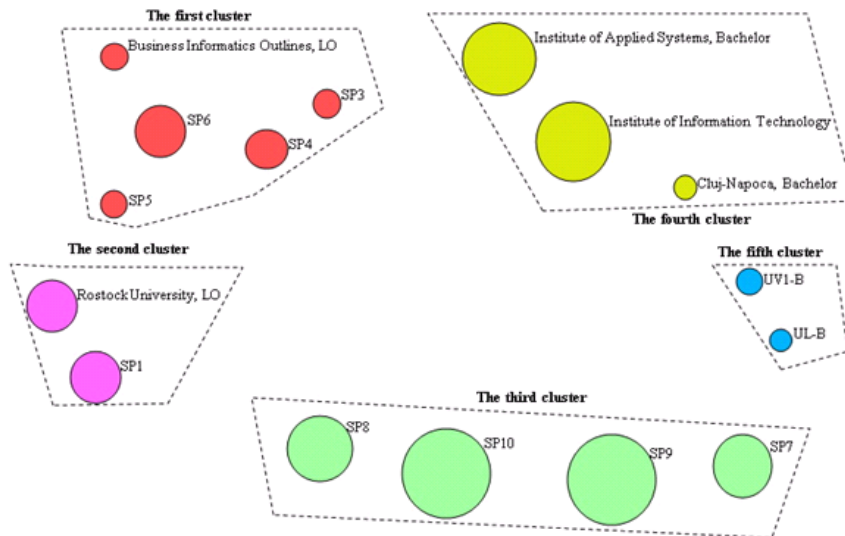 The first cluster
Business Informatics Outlines, LO
SP3
SP6
SP4
SP5
Institute of Applied Systems, Bachelor
Institute of Information Technology
Cluj-Napoca, Bachelor
The fourth cluster
The second cluster
Rostock University, LO
SP1
The fifth cluster
UV1-B
UL-B
The third cluster
SP8
SP10
SP9
SP7